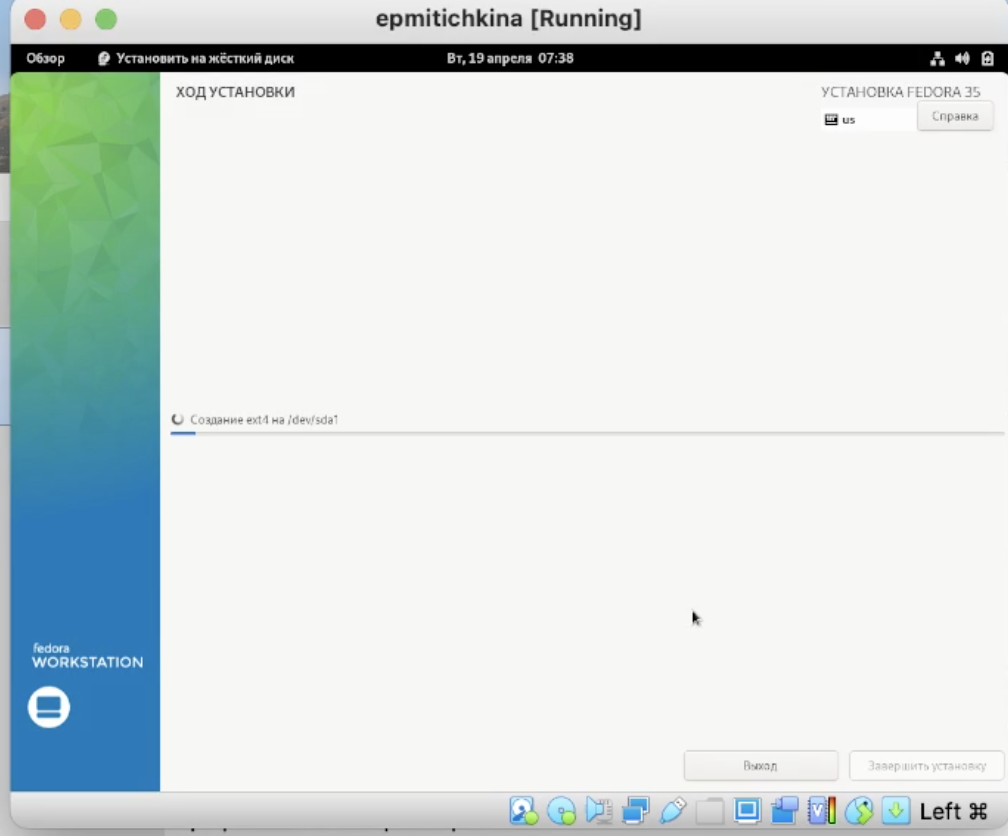 epmitichkina [Running]
Обзор Установить на жёсткий диск Вт, 19 апреля 07:38
ХОД УСТАНОВКИ УСТАНОВКА FEDORA 35
us Справка
Создание ext4 на /dev/sda1
fedora
WORKSTATION
Выход Завершить установку
Left ⌘